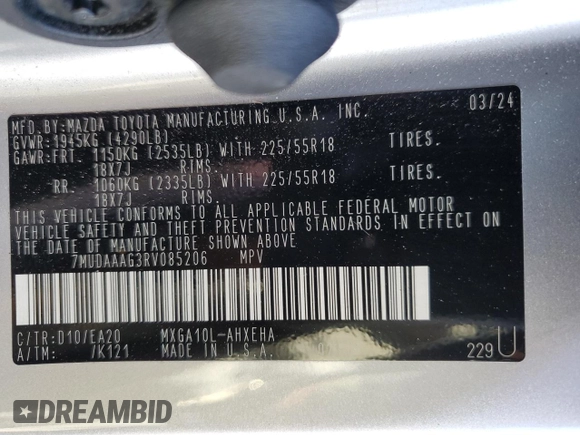 MFD.BY:MAZDA TOYOTA MANUFACTURING U.S.A. INC. 03/24
GVWR:1945KG (4290LB)
GAWR:FRT. 1150KG (2535LB) WITH 225/55R18 TIRES.
18X7J RIMS.
RR. 1060KG (2335LB) WITH 225/55R18 TIRES.
18X7J RIMS.
THIS VEHICLE CONFORMS TO ALL APPLICABLE FEDERAL MOTOR
VEHICLE SAFETY AND THEFT PREVENTION STANDARDS IN EFFECT ON
THE DATE OF MANUFACTURE SHOWN ABOVE.
7MUDAAAG3RV085206 MPV
C/TR:D10/EA20 MXGA10L-AHXEHA
A/TM: /K121 MADE IN U.S.A.
229 U
DREAMBID